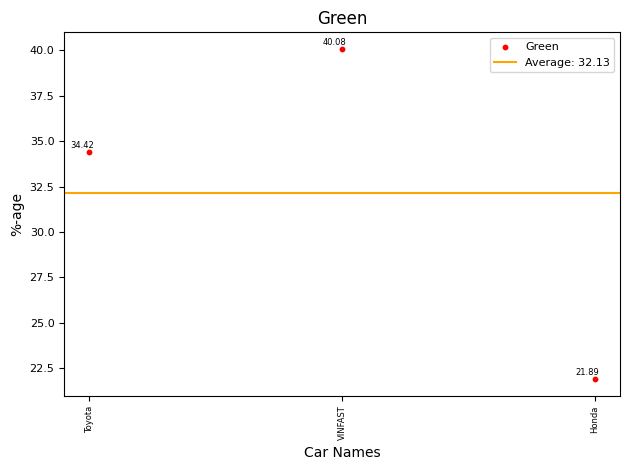 Green
40.0
37.5
35.0
32.5
30.0
27.5
25.0
22.5
%-age
34.42
40.08
21.89
Green
Average: 32.13
Toyota
VINFAST
Honda
Car Names